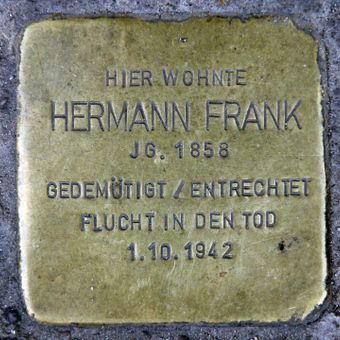 HIER WOHNTE
HERMANN FRANK
JG. 1858
GEDEMÜTIGT / ENTRECHTET
FLUCHT IN DEN TOD
1.10.1942